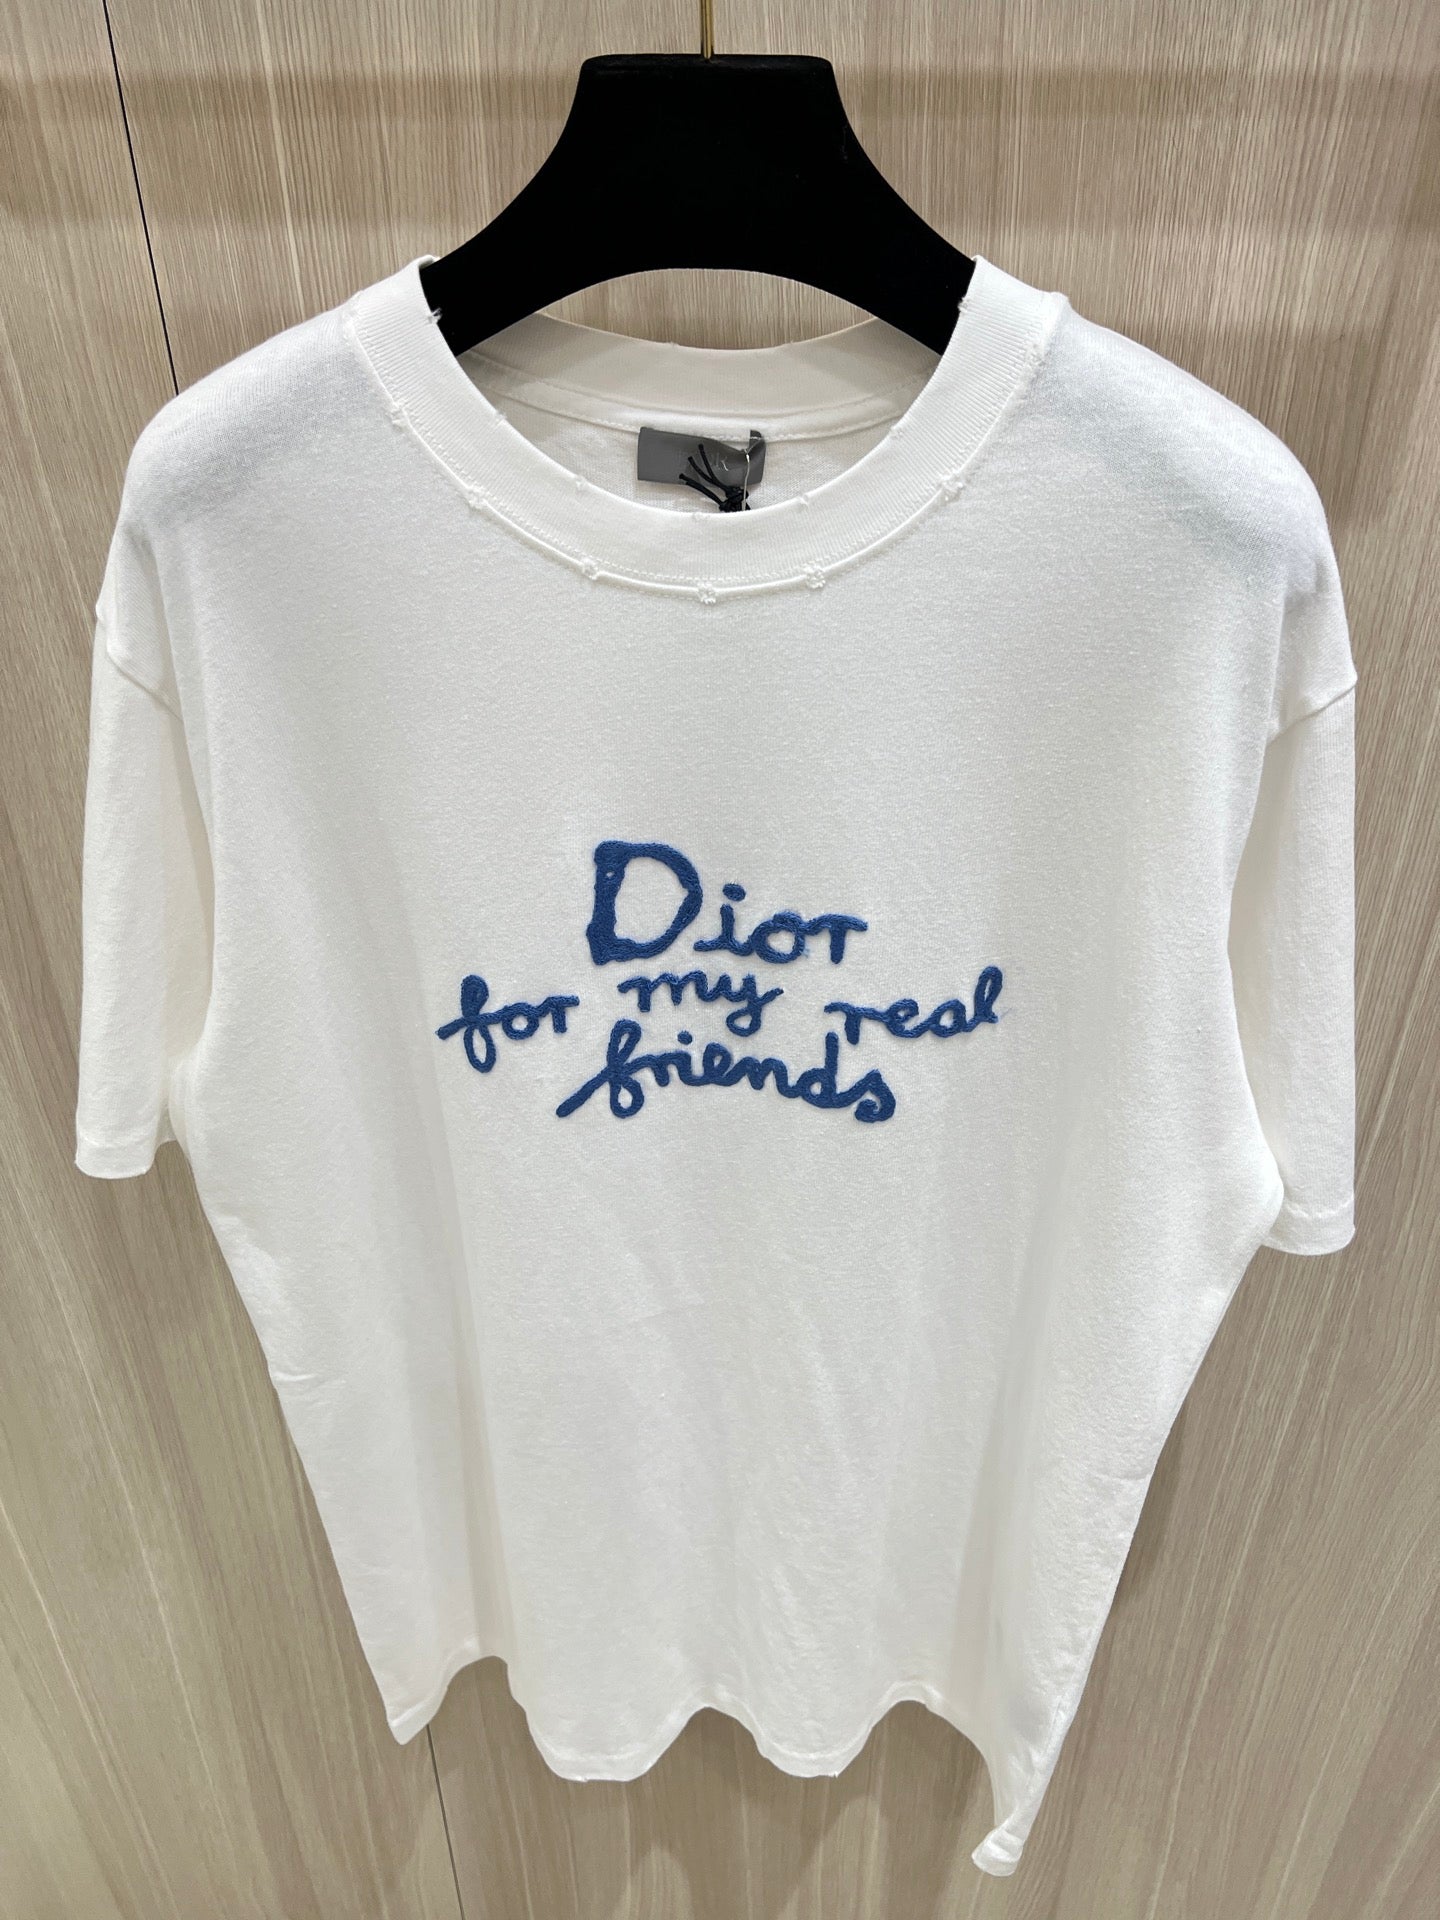 Dior
for my real
friends